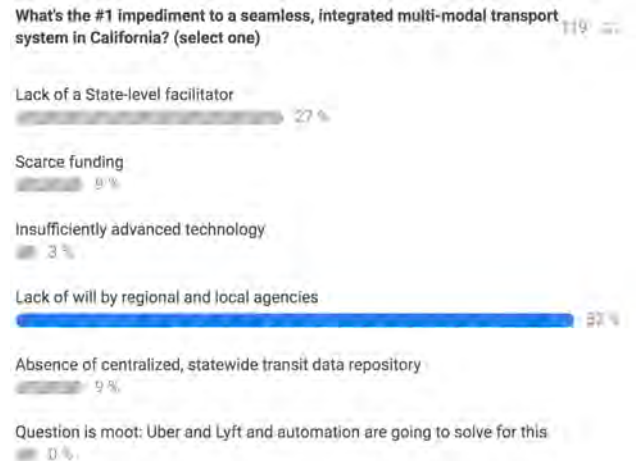 What's the #1 impediment to a seamless, integrated multi-modal transport
system in California? (select one)
119
Lack of a State-level facilitator
27 %
Scarce funding
9 %
Insufficiently advanced technology
3 %
Lack of will by regional and local agencies
Absence of centralized, statewide transit data repository
9 %
Question is moot: Uber and Lyft and automation are going to solve for this
0 %